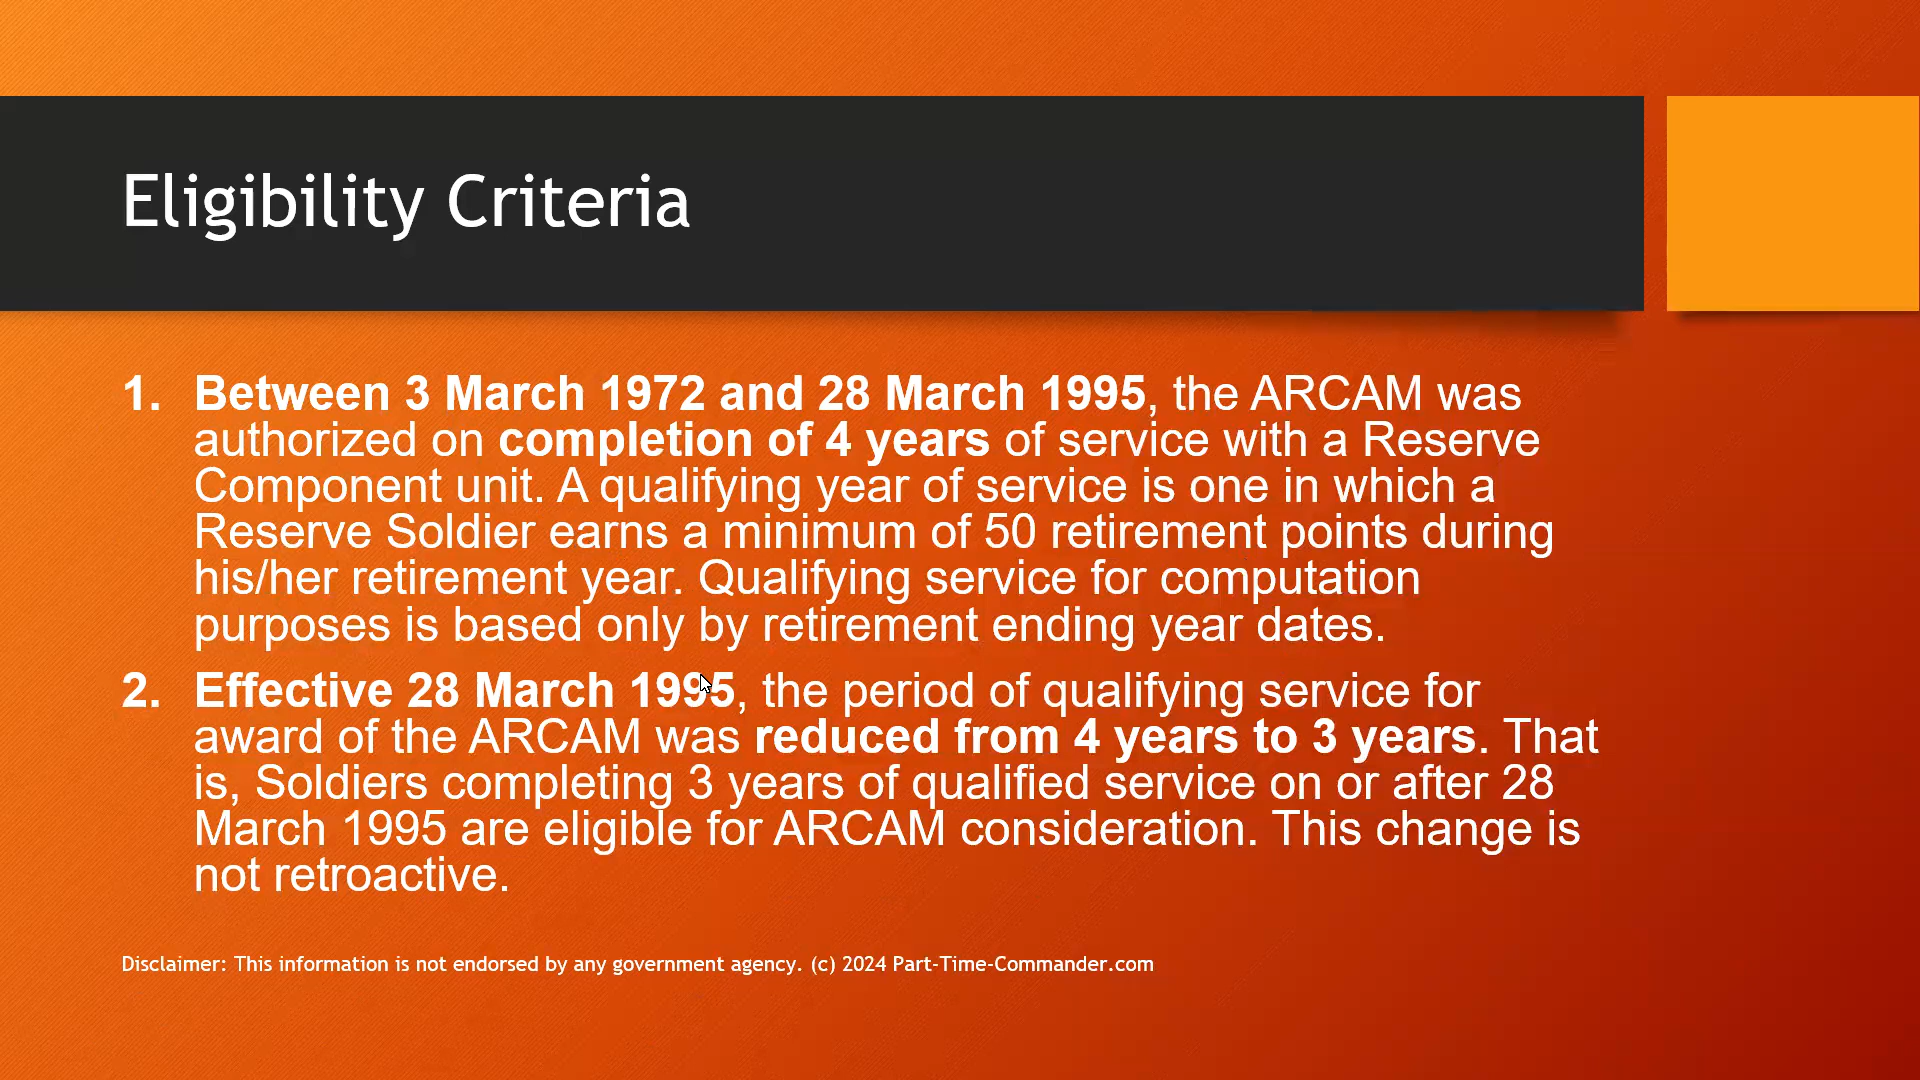 Eligibility Criteria
1. Between 3 March 1972 and 28 March 1995, the ARCAM was
authorized on completion of 4 years of service with a Reserve
Component unit. A qualifying year of service is one in which a
Reserve Soldier earns a minimum of 50 retirement points during
his/her retirement year. Qualifying service for computation
purposes is based only by retirement ending year dates.
2. Effective 28 March 1995, the period of qualifying service for
award of the ARCAM was reduced from 4 years to 3 years. That
is, Soldiers completing 3 years of qualified service on or after 28
March 1995 are eligible for ARCAM consideration. This change is
not retroactive.
Disclaimer: This information is not endorsed by any government agency. (c) 2024 Part-Time-Commander.com